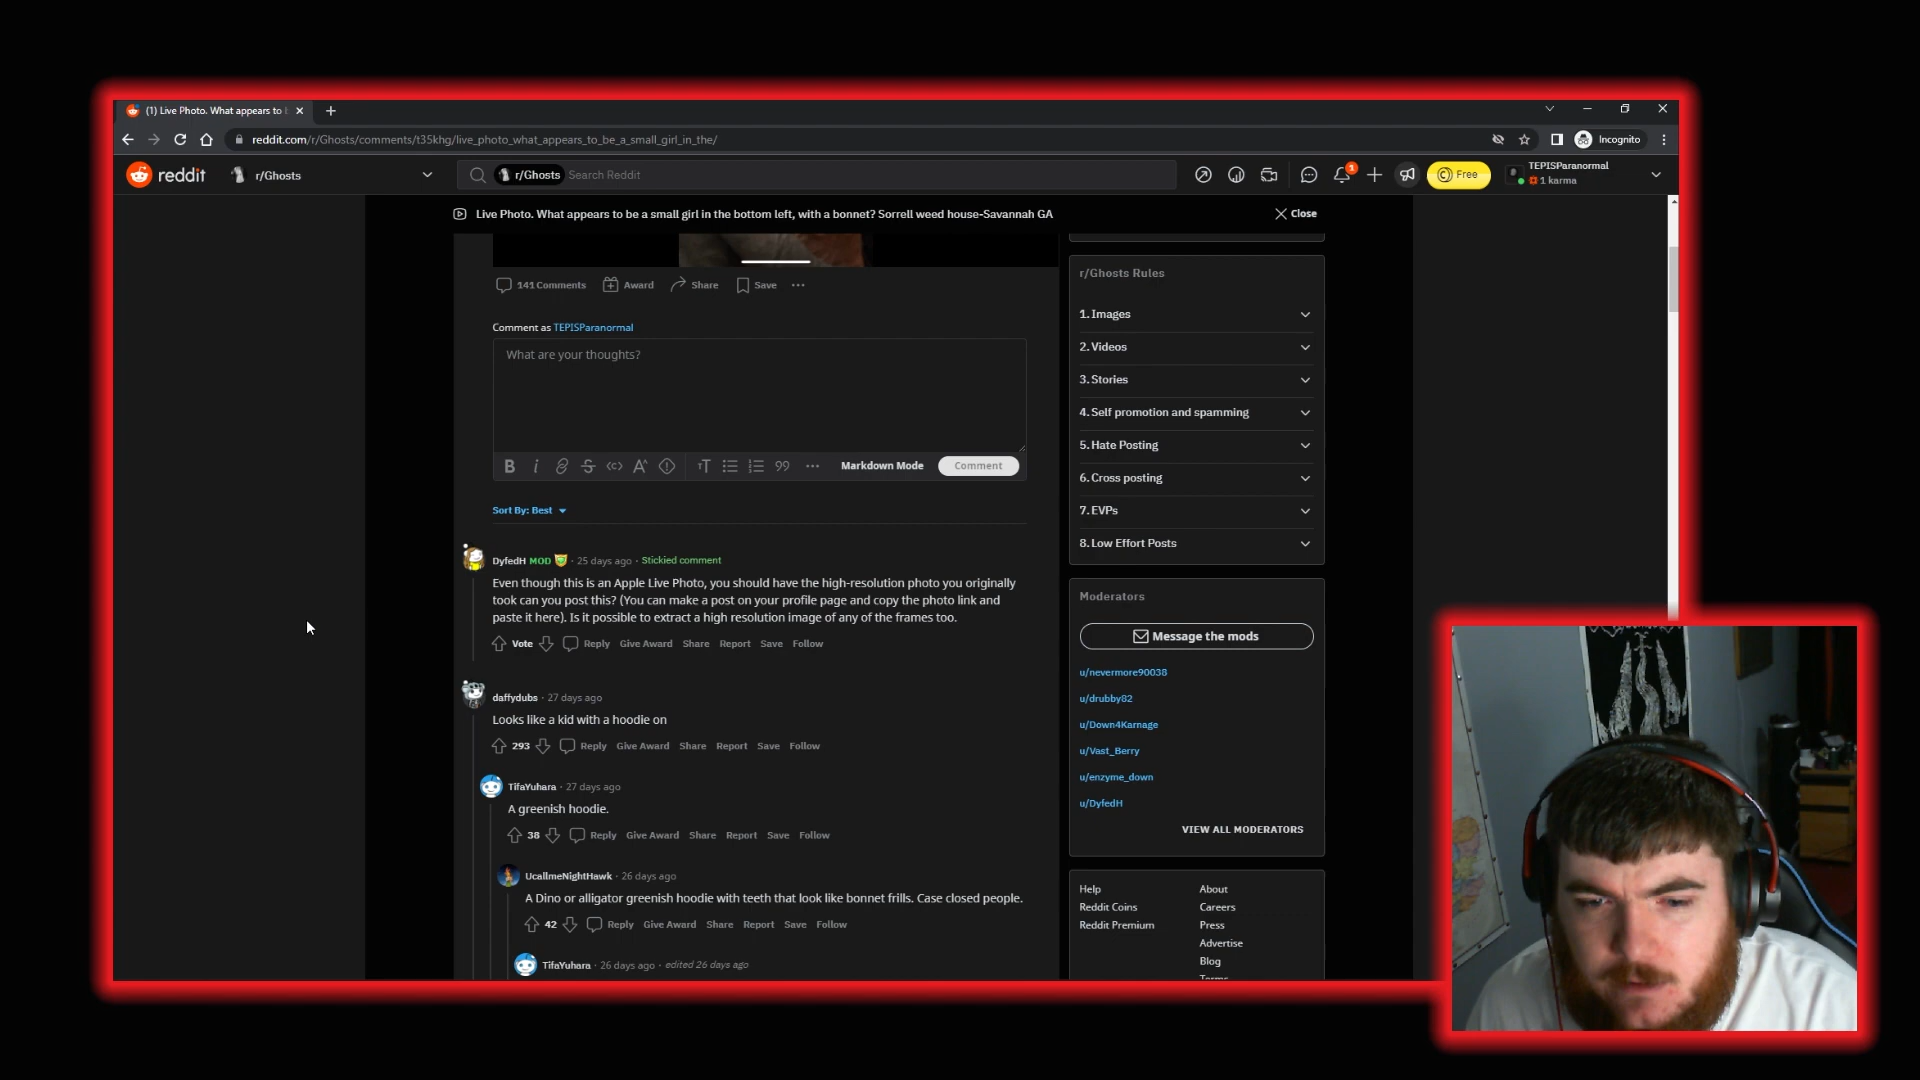 (1) Live Photo. What appears to b
reddit.com/r/Ghosts/comments/t35khg/live_photo_what_appears_to_be_a_small_girl_in_the/
Incognito
reddit
r/Ghosts
r/Ghosts Search Reddit
1
Free
TEPISParanormal
1 karma
Live Photo. What appears to be a small girl in the bottom left, with a bonnet? Sorrell weed house-Savannah GA
Close
141 Comments Award Share Save
Comment as TEPISParanormal
What are your thoughts?
Markdown Mode Comment
Sort By: Best
DyfedH MOD · 25 days ago · Stickied comment
Even though this is an Apple Live Photo, you should have the high-resolution photo you originally
took can you post this? (You can make a post on your profile page and copy the photo link and
paste it here). Is it possible to extract a high resolution image of any of the frames too.
Vote Reply Give Award Share Report Save Follow
daffydubs · 27 days ago
Looks like a kid with a hoodie on
293 Reply Give Award Share Report Save Follow
TifaYuhara · 27 days ago
A greenish hoodie.
38 Reply Give Award Share Report Save Follow
UcallmeNightHawk · 26 days ago
A Dino or alligator greenish hoodie with teeth that look like bonnet frills. Case closed people.
42 Reply Give Award Share Report Save Follow
TifaYuhara · 26 days ago · edited 26 days ago
r/Ghosts Rules
1. Images
2. Videos
3. Stories
4. Self promotion and spamming
5. Hate Posting
6. Cross posting
7. EVPs
8. Low Effort Posts
Moderators
Message the mods
u/nevermore90038
u/drubby82
u/Down4Karnage
u/Vast_Berry
u/enzyme_down
u/DyfedH
VIEW ALL MODERATORS
Help
Reddit Coins
Reddit Premium
About
Careers
Press
Advertise
Blog
Terms